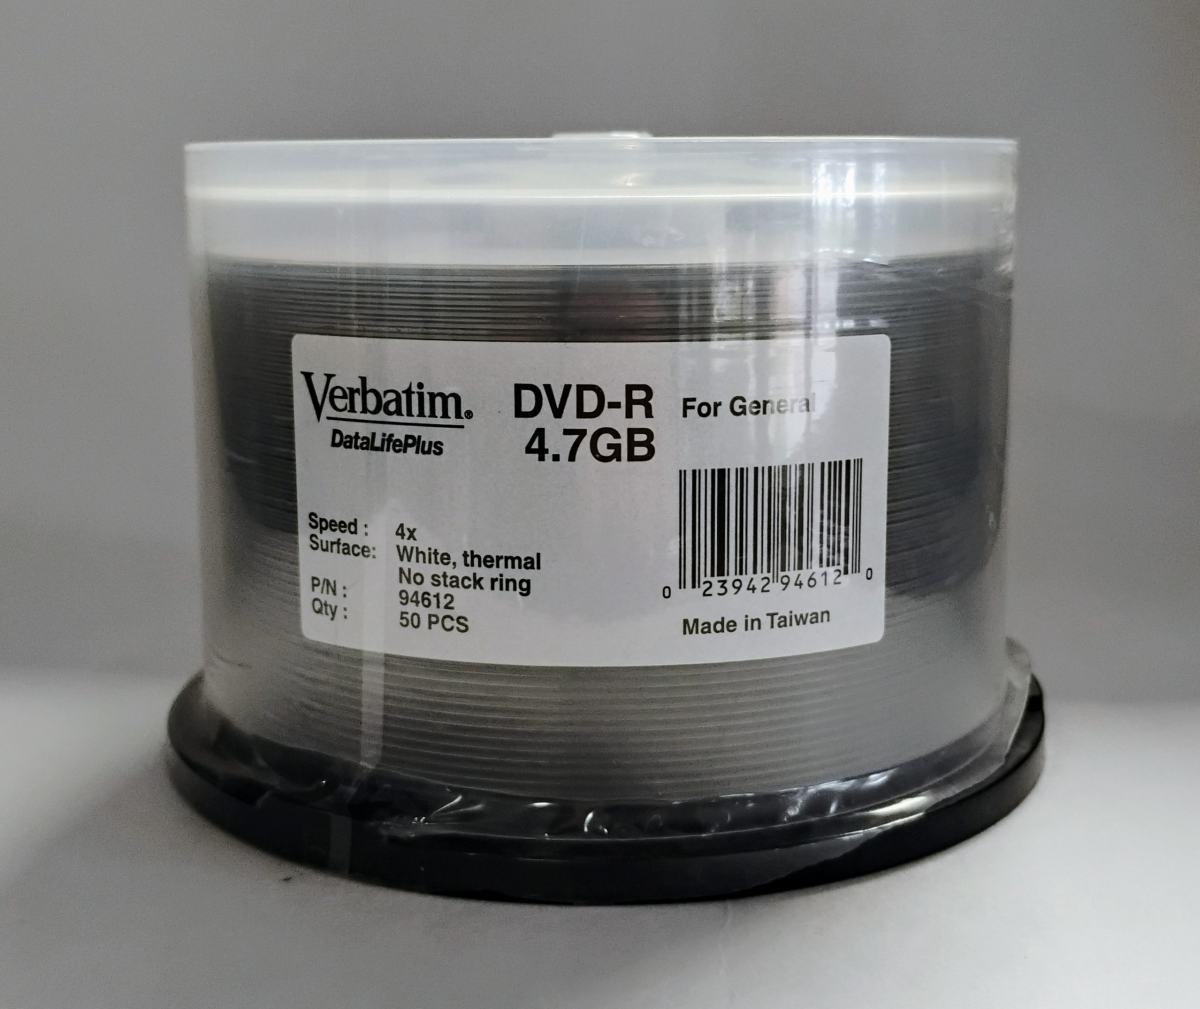 Verbatim®
DataLifePlus
DVD-R
4.7GB
For General
Speed : 4x
Surface: White, thermal
No stack ring
P/N : 94612
Qty : 50 PCS
0 23942 94612 0
Made in Taiwan